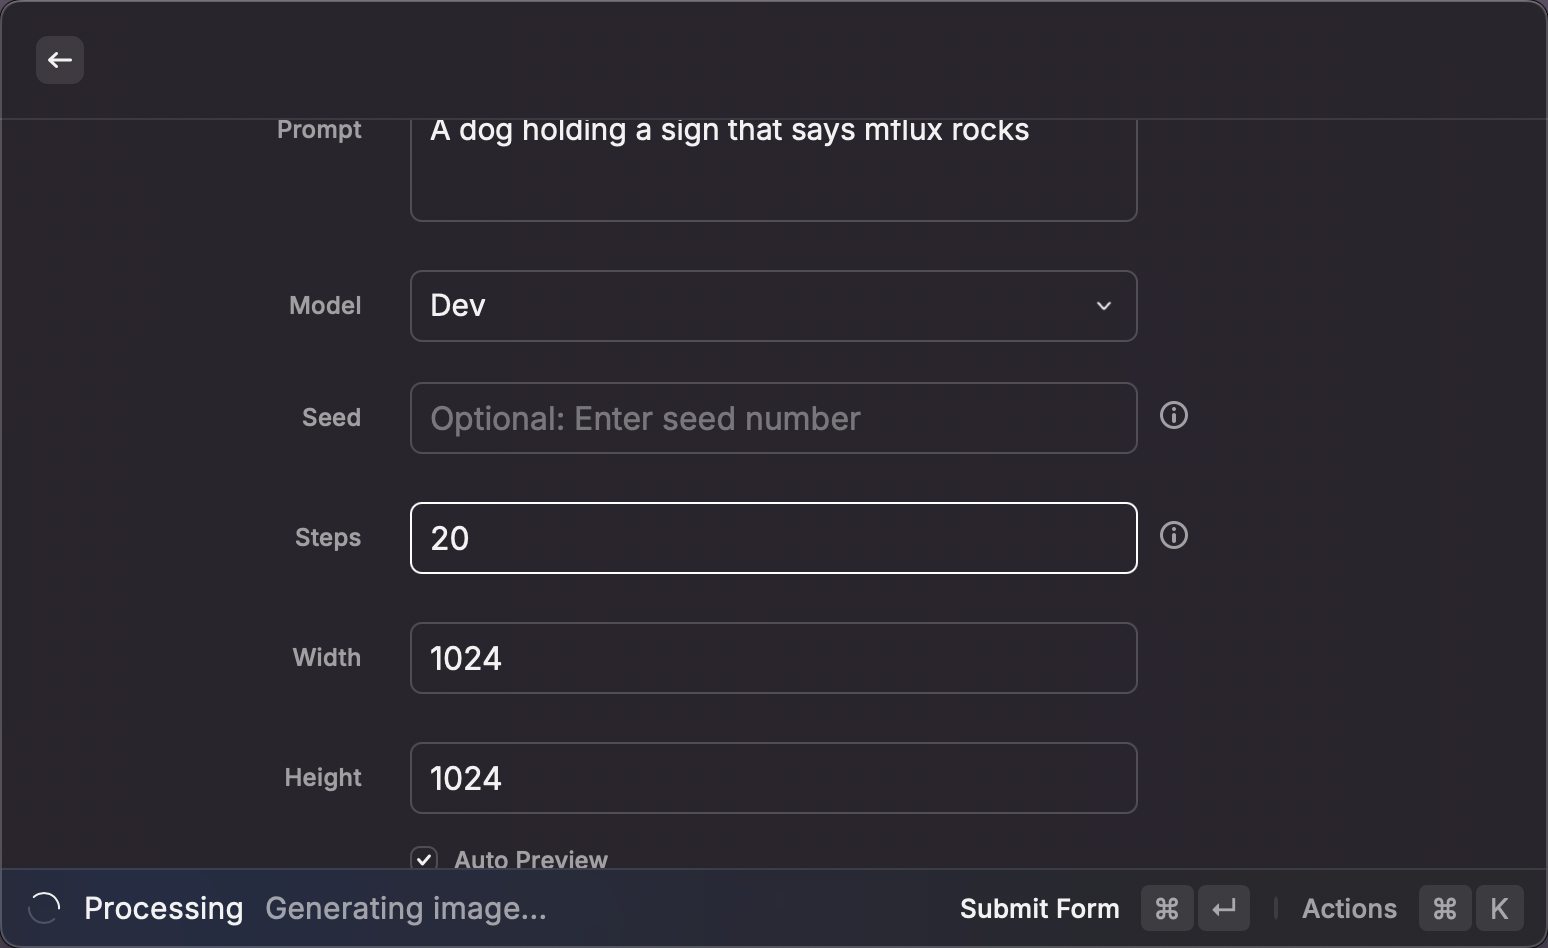 Prompt
A dog holding a sign that says mflux rocks
Model
Dev
Seed
Optional: Enter seed number
Steps
20
Width
1024
Height
1024
Auto Preview
Processing Generating image... Submit Form ⌘ ↵ Actions ⌘ K